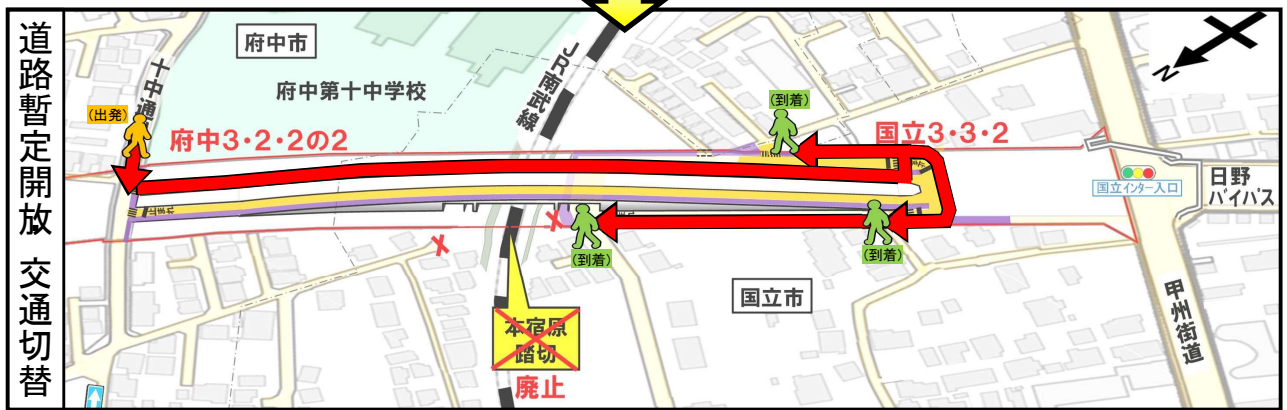 道路暫定開放 交通切替
府中市
十中通
府中第十中学校
JR南武線
(出発)
府中3・2・2の2
(到着)
国立3・3・2
N
国立インター入口
日野
バイパス
止まれ
(到着)
(到着)
国立市
甲州街道
本宿原
踏切
廃止